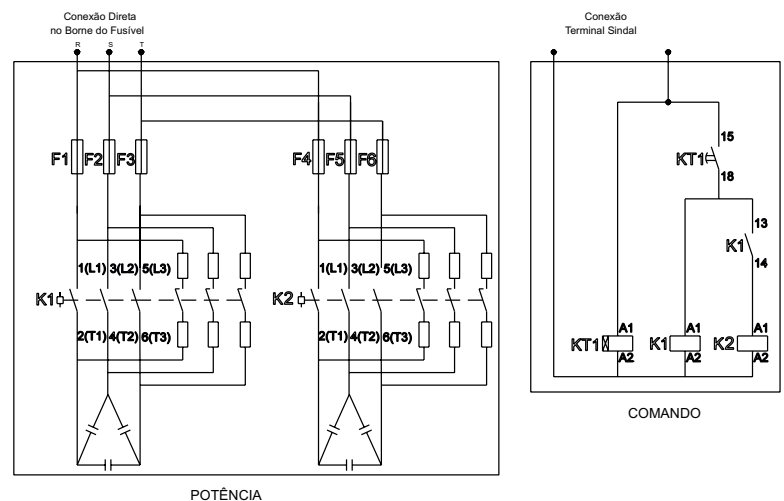 Conexão Direta
no Borne do Fusível
R S T
F1 F2 F3 F4 F5 F6
1(L1) 3(L2) 5(L3) 1(L1) 3(L2) 5(L3)
K1 K2
2(T1) 4(T2) 6(T3) 2(T1) 4(T2) 6(T3)
POTÊNCIA
Conexão
Terminal Sindal
15
KT1
18
13
K1
14
A1 A1 A1
KT1 K1 K2
A2 A2 A2
COMANDO